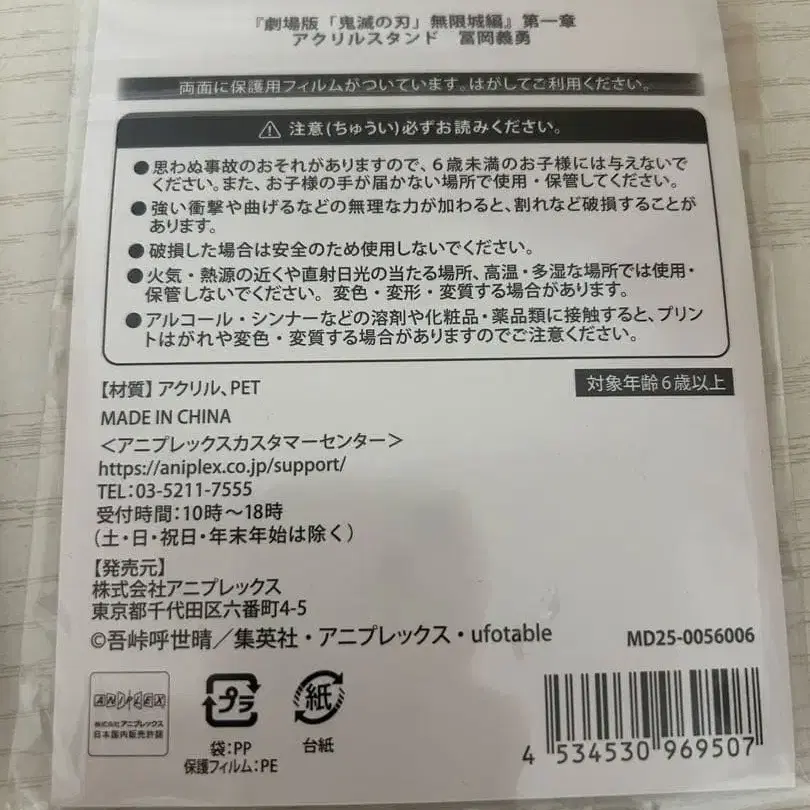 『劇場版「鬼滅の刃」無限城編』第一章
アクリルスタンド 冨岡義勇
両面に保護用フィルムがついています。はがしてご利用ください。
⚠ 注意(ちゅうい)必ずお読みください。
●思わぬ事故のおそれがありますので、6歳未満のお子様には与えないで
ください。また、お子様の手が届かない場所で使用・保管してください。
●強い衝撃や曲げるなどの無理な力が加わると、割れなど破損することが
あります。
●破損した場合は安全のため使用しないでください。
●火気・熱源の近くや直射日光の当たる場所、高温・多湿な場所では使用・
保管しないでください。変色・変形・変質する場合があります。
●アルコール・シンナーなどの溶剤や化粧品・薬品類に接触すると、プリン
トはがれや変色・変質する場合がありますのでご注意ください。
【材質】アクリル、PET
対象年齢6歳以上
MADE IN CHINA
＜アニプレックスカスタマーセンター＞
https://aniplex.co.jp/support/
TEL：03-5211-7555
受付時間：10時～18時
（土・日・祝日・年末年始は除く）
【発売元】
株式会社アニプレックス
東京都千代田区六番町4-5
©吾峠呼世晴／集英社・アニプレックス・ufotable
MD25-0056006
ANIPLEX
株式会社アニプレックス
日本国内販売許諾
プラ
袋：PP
保護フィルム：PE
紙
台紙
4 534530 969507